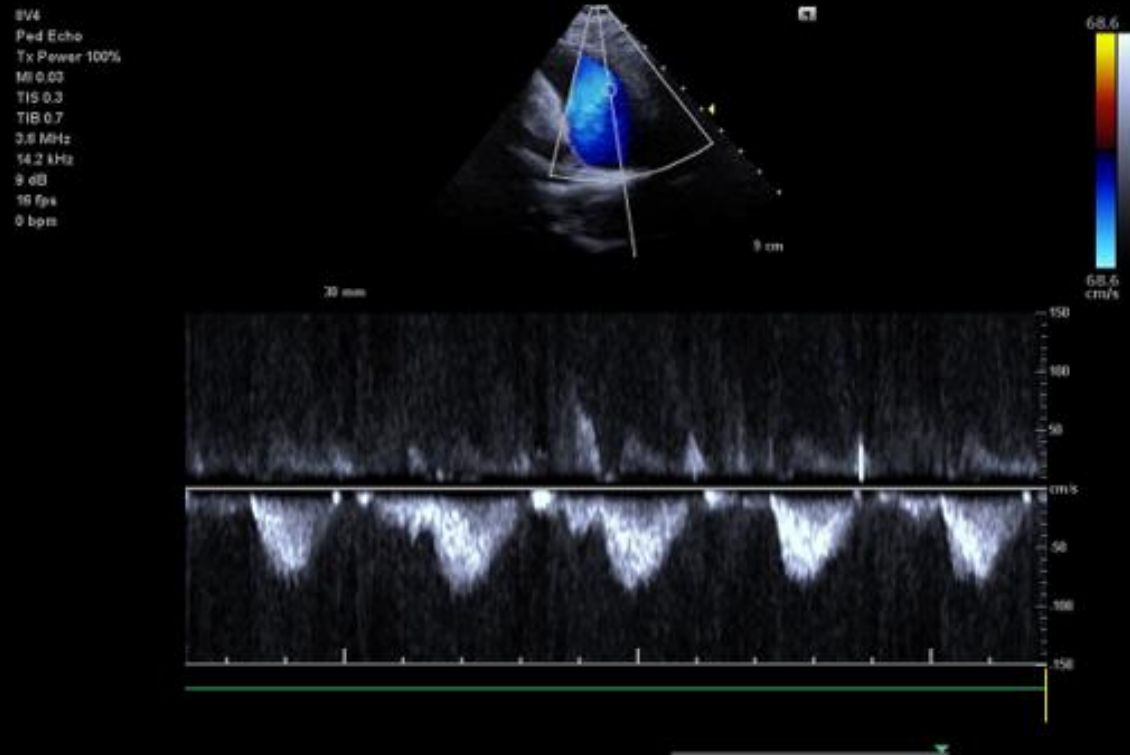 8V4
Ped Echo
Tx Power 100%
MI 0.03
TIS 0.3
TIB 0.7
3.6 MHz
14.2 kHz
9 dB
16 fps
0 bpm
68.6
68.6
cm/s
9 cm
30 mm
150
100
50
cm/s
-50
-100
-150